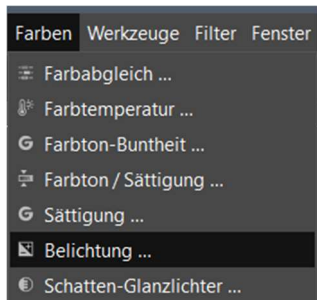 Farben Werkzeuge Filter Fenster
Farbabgleich ...
Farbtemperatur ...
Farbton-Buntheit ...
Farbton / Sättigung ...
Sättigung ...
Belichtung ...
Schatten-Glanzlichter ...